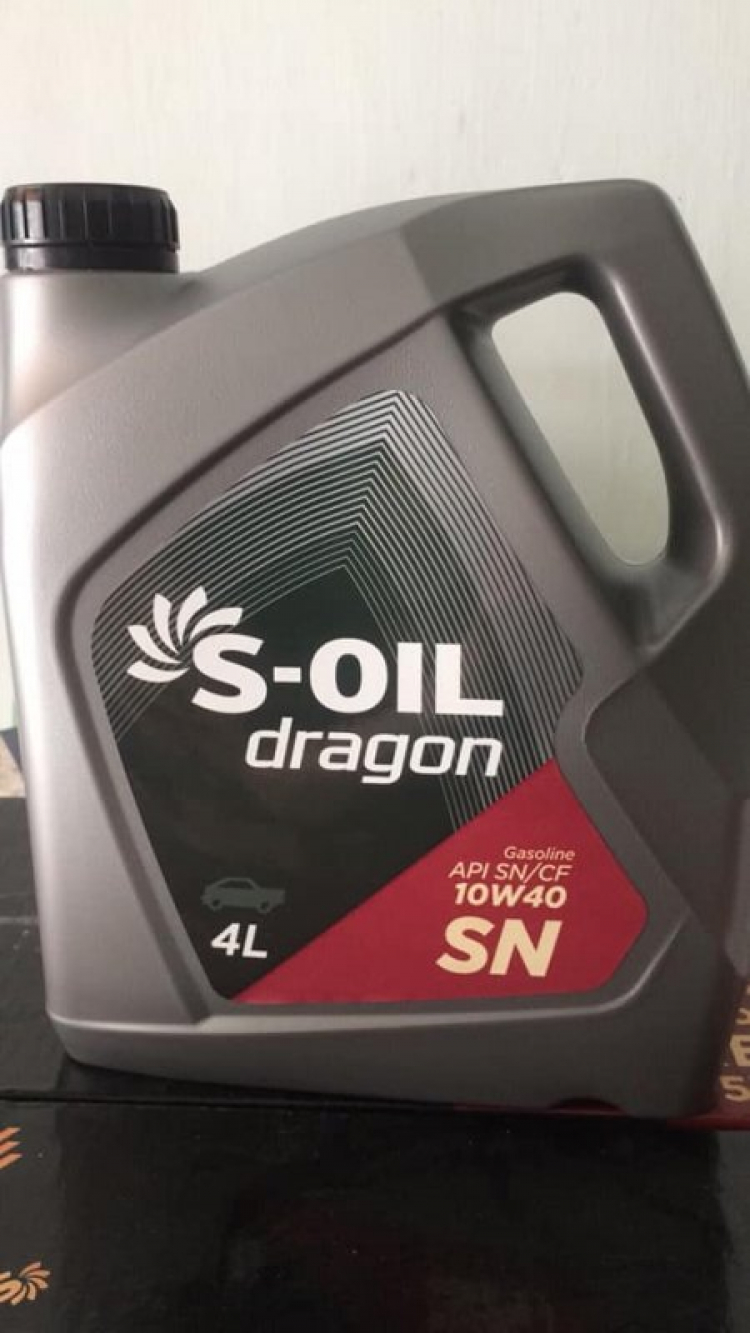 S-OIL
dragon
Gasoline
API SN/CF
10W40
SN
4L